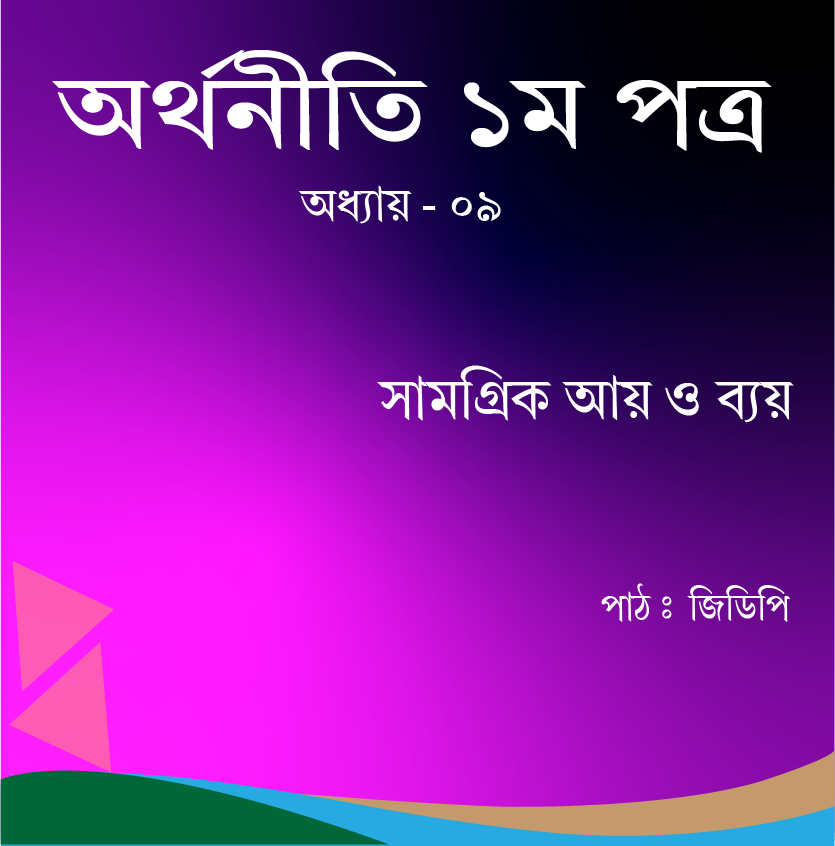 অর্থনীতি ১ম পত্র
অধ্যায় - ০৯
সামগ্রিক আয় ও ব্যয়
পাঠ ঃ জিডিপি